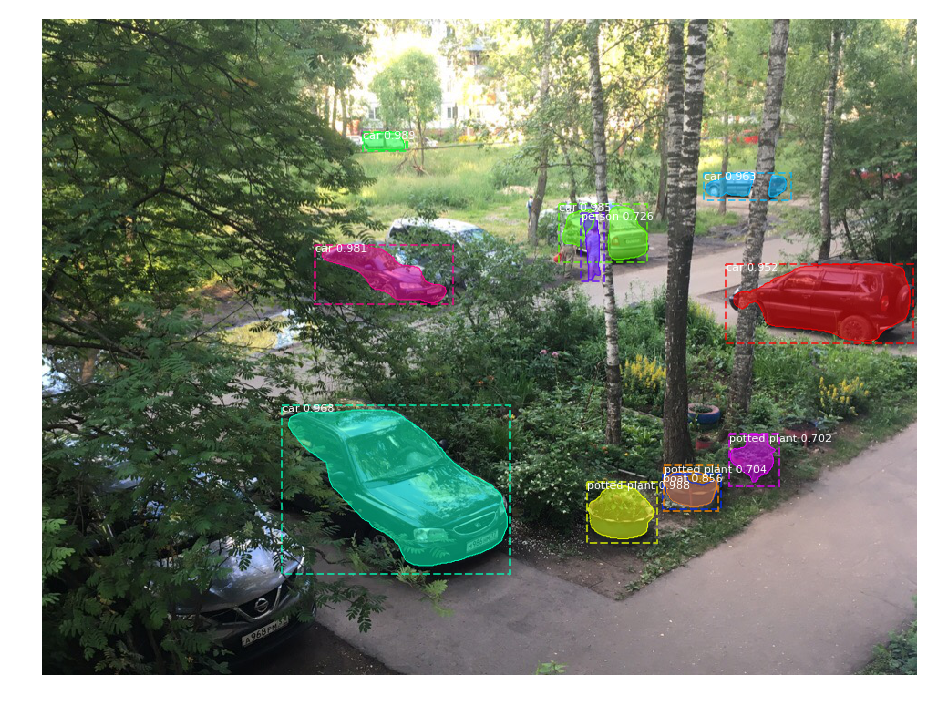 car 0.989
car 0.963
car 0.985
person 0.726
car 0.981
car 0.952
car 0.968
potted plant 0.702
potted plant 0.704
boat 0.856
potted plant 0.988